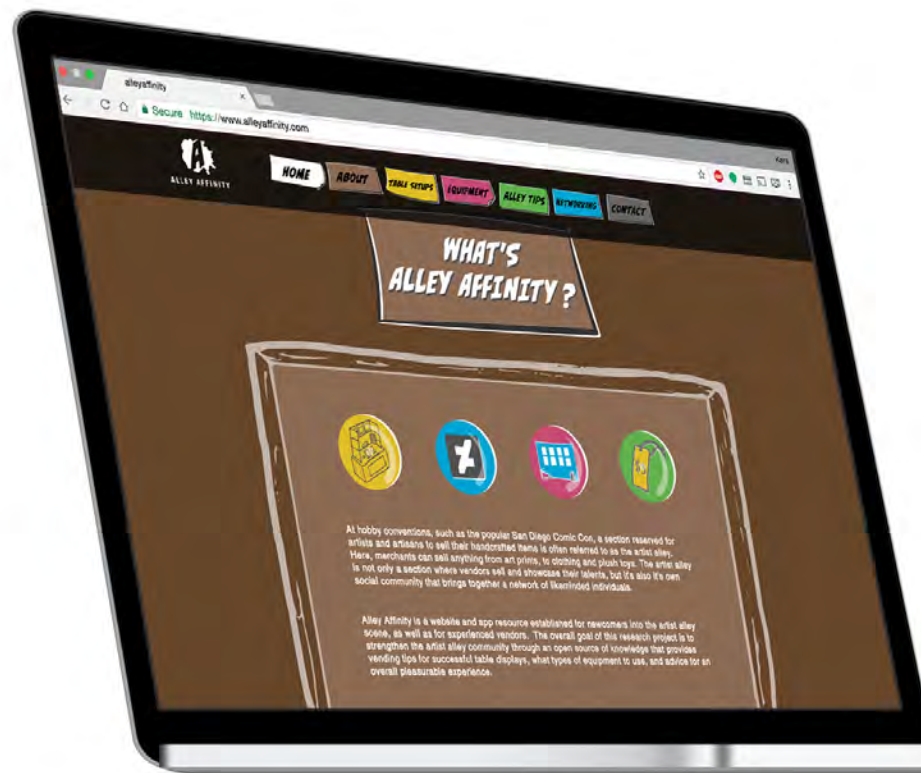 alleyaffinity
Kara
Secure https://www.alleyaffinity.com
A
ALLEY AFFINITY
HOME
ABOUT
TABLE SETUPS
EQUIPMENT
ALLEY TIPS
NETWORKING
CONTACT
WHAT'S
ALLEY AFFINITY?
At hobby conventions, such as the popular San Diego Comic Con, a section reserved for
artists and artisans to sell their handcrafted items is often referred to as the artist alley.
Here, merchants can sell anything from art prints, to clothing and plush toys. The artist alley
is not only a section where vendors sell and showcase their talents, but it's also it's own
social community that brings together a network of likeminded individuals.
Alley Affinity is a website and app resource established for newcomers into the artist alley
scene, as well as for experienced vendors. The overall goal of this research project is to
strengthen the artist alley community through an open source of knowledge that provides
vending tips for successful table displays, what types of equipment to use, and advice for an
overall pleasurable experience.